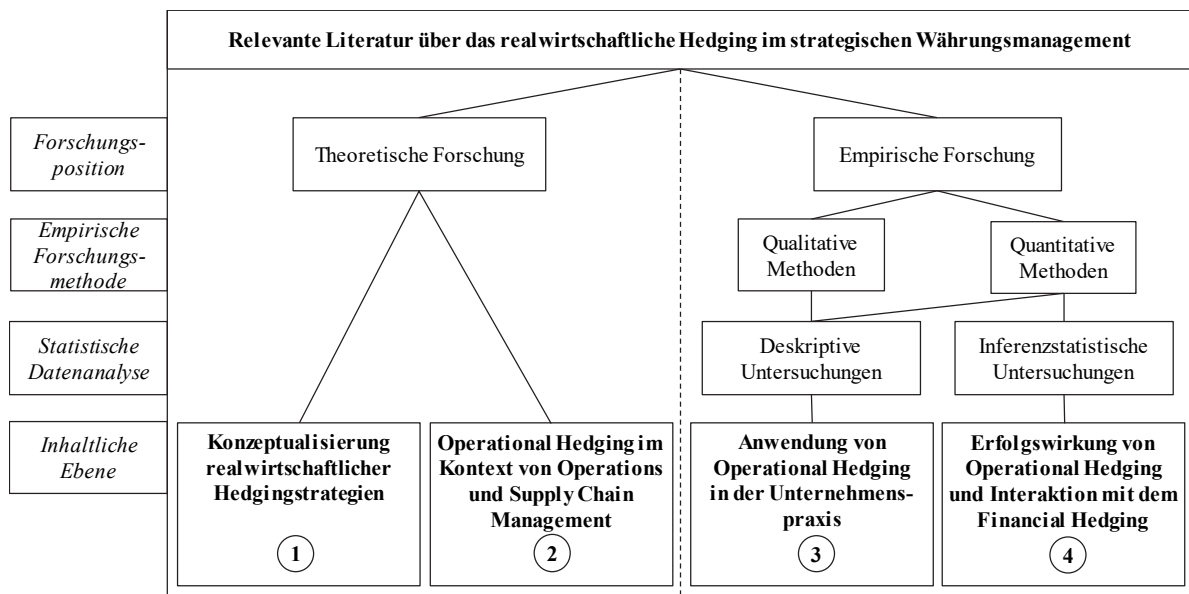 Relevante Literatur über das realwirtschaftliche Hedging im strategischen Währungsmanagement
Forschungs-
position
Theoretische Forschung
Empirische Forschung
Empirische
Forschungs-
methode
Qualitative
Methoden
Quantitative
Methoden
Statistische
Datenanalyse
Deskriptive
Untersuchungen
Inferenzstatistische
Untersuchungen
Inhaltliche
Ebene
Konzeptualisierung
realwirtschaftlicher
Hedgingstrategien
1
Operational Hedging im
Kontext von Operations
und Supply Chain
Management
2
Anwendung von
Operational Hedging
in der Unternehmens-
praxis
3
Erfolgswirkung von
Operational Hedging
und Interaktion mit dem
Financial Hedging
4